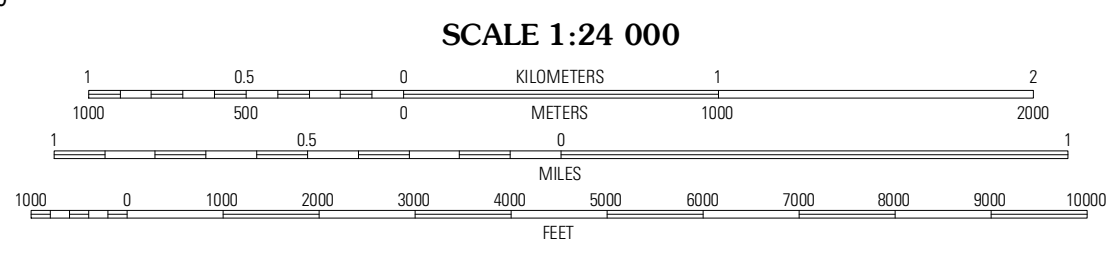 SCALE 1:24 000
1 0.5 0 KILOMETERS 1 2
1000 500 0 METERS 1000 2000
1 0.5 0 1
MILES
1000 0 1000 2000 3000 4000 5000 6000 7000 8000 9000 10000
FEET